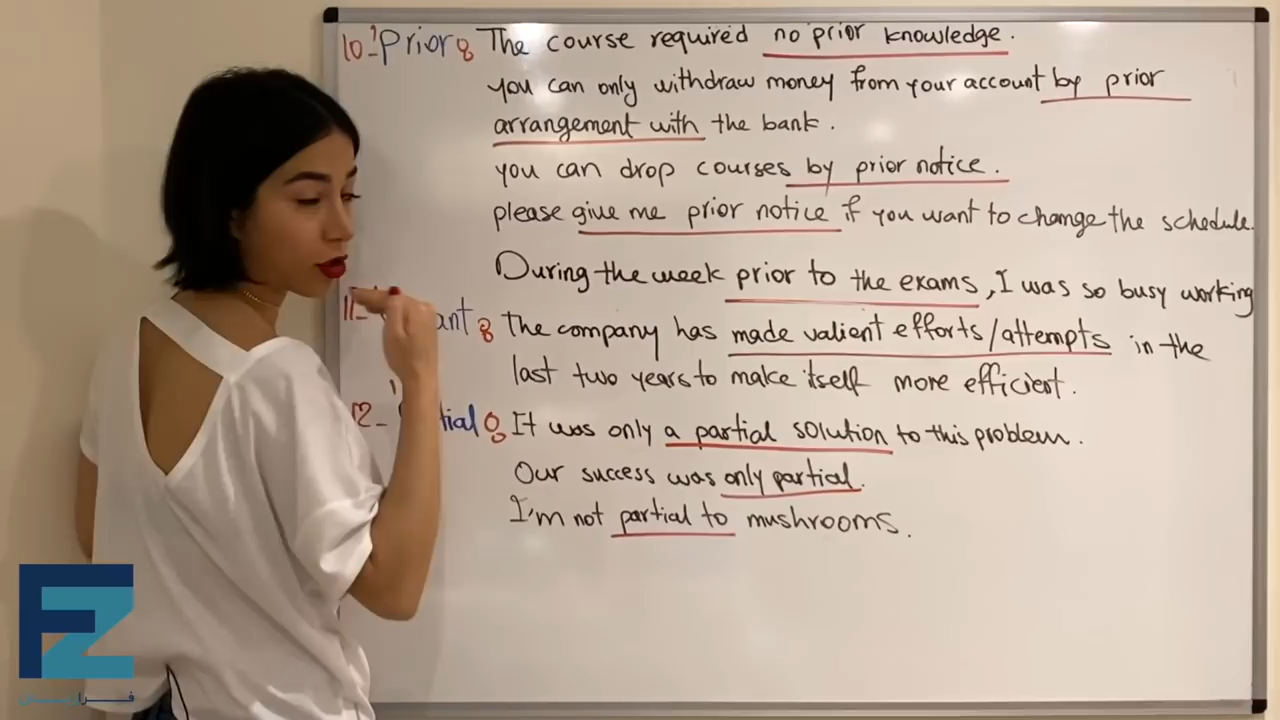 10_ Prior: The course required no prior knowledge.
you can only withdraw money from your account by prior
arrangement with the bank.
you can drop courses by prior notice.
please give me prior notice if you want to change the schedule.
During the week prior to the exams, I was so busy working
11_ ant: The company has made valient efforts/attempts in the
last two years to make itself more efficient.
12_ tial: It was only a partial solution to this problem.
Our success was only partial.
I'm not partial to mushrooms.
FZ